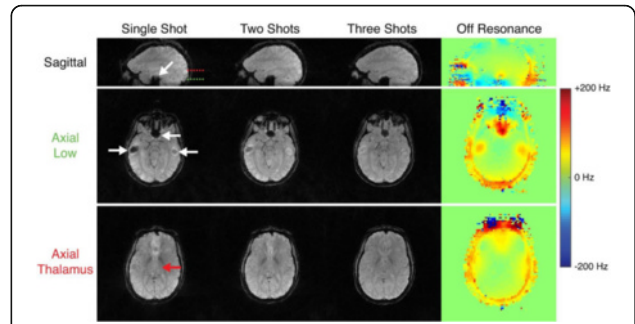 Single Shot Two Shots Three Shots Off Resonance
Sagittal
+200 Hz
Axial
Low
0 Hz
Axial
Thalamus
-200 Hz